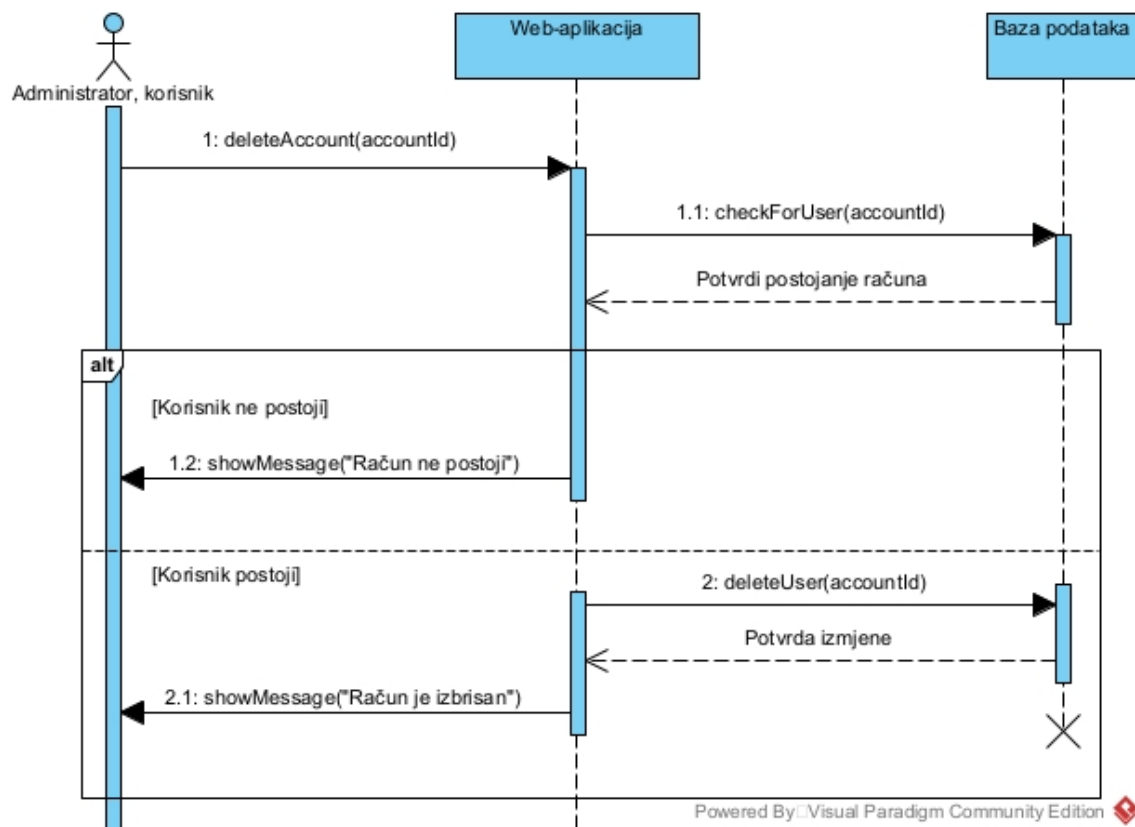 Web-aplikacija
Baza podataka
Administrator, korisnik
1: deleteAccount(accountId)
1.1: checkForUser(accountId)
Potvrdi postojanje računa
alt
[Korisnik ne postoji]
1.2: showMessage("Račun ne postoji")
[Korisnik postoji]
2: deleteUser(accountId)
Potvrda izmjene
2.1: showMessage("Račun je izbrisan")
Powered By Visual Paradigm Community Edition